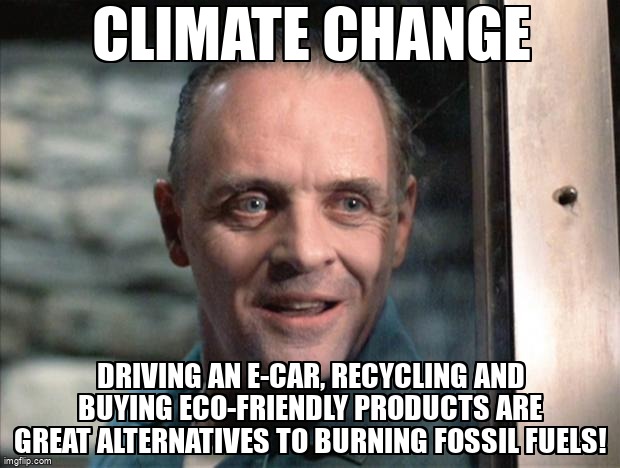 CLIMATE CHANGE
DRIVING AN E-CAR, RECYCLING AND
BUYING ECO-FRIENDLY PRODUCTS ARE
GREAT ALTERNATIVES TO BURNING FOSSIL FUELS!
imgflip.com